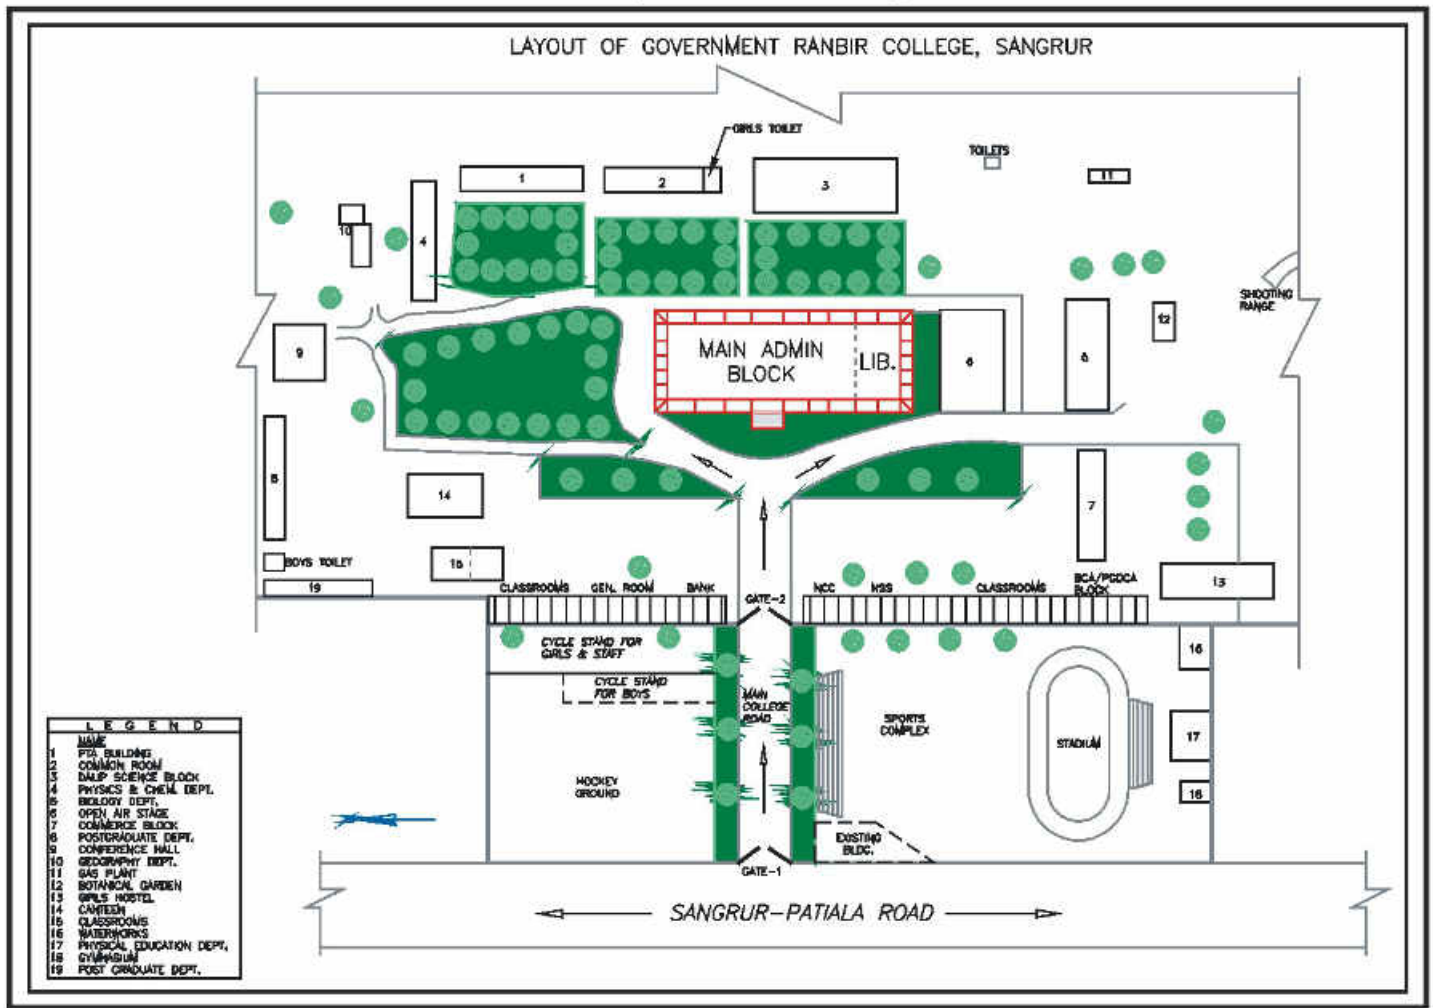 LAYOUT OF GOVERNMENT RANBIR COLLEGE, SANGRUR
GIRLS TOILET
TOILETS
1
2
3
11
10
4
SHOOTING
RANGE
12
9
MAIN ADMIN
BLOCK
LIB.
6
8
5
14
7
BOYS TOILET
15
13
19
CLASSROOMS
GEN. ROOM
BANK
GATE-2
NCC
NSS
CLASSROOMS
BCA/PGDCA
BLOCK
CYCLE STAND FOR
GIRLS & STAFF
CYCLE STAND
FOR BOYS
MAIN
COLLEGE
ROAD
SPORTS
COMPLEX
STADIUM
16
17
18
HOCKEY
GROUND
EXISTING
BLDG.
GATE-1
SANGRUR-PATIALA ROAD
LEGEND
NAME
1 PTA BUILDING
2 COMMON ROOM
3 DALIP SCIENCE BLOCK
4 PHYSICS & CHEM. DEPT.
5 BIOLOGY DEPT.
6 OPEN AIR STAGE
7 COMMERCE BLOCK
8 POSTGRADUATE DEPT.
9 CONFERENCE HALL
10 GEOGRAPHY DEPT.
11 GAS PLANT
12 BOTANICAL GARDEN
13 GIRLS HOSTEL
14 CANTEEN
15 CLASSROOMS
16 WATERWORKS
17 PHYSICAL EDUCATION DEPT.
18 GYMNASIUM
19 POST GRADUATE DEPT.